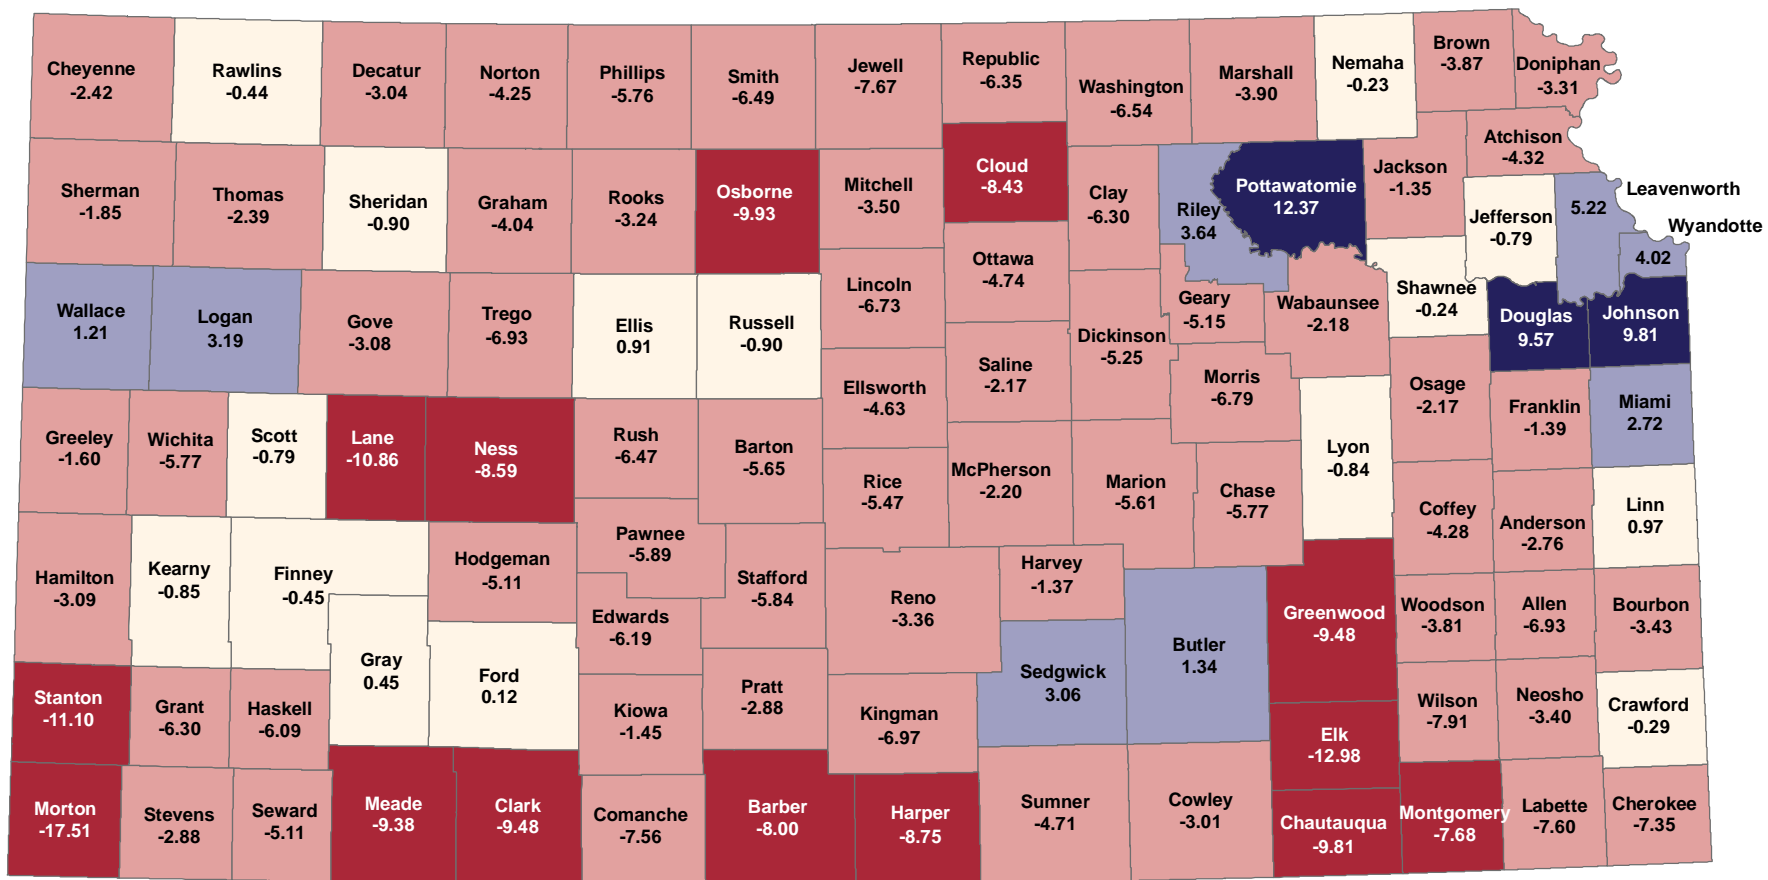 Cheyenne
-2.42
Rawlins
-0.44
Decatur
-3.04
Norton
-4.25
Phillips
-5.76
Smith
-6.49
Jewell
-7.67
Republic
-6.35
Washington
-6.54
Marshall
-3.90
Nemaha
-0.23
Brown
-3.87
Doniphan
-3.31
Sherman
-1.85
Thomas
-2.39
Sheridan
-0.90
Graham
-4.04
Rooks
-3.24
Osborne
-9.93
Mitchell
-3.50
Cloud
-8.43
Clay
-6.30
Riley
3.64
Pottawatomie
12.37
Jackson
-1.35
Atchison
-4.32
Jefferson
-0.79
Leavenworth
5.22
Wyandotte
4.02
Wallace
1.21
Logan
3.19
Gove
-3.08
Trego
-6.93
Ellis
0.91
Russell
-0.90
Lincoln
-6.73
Ottawa
-4.74
Dickinson
-5.25
Geary
-5.15
Wabaunsee
-2.18
Shawnee
-0.24
Douglas
9.57
Johnson
9.81
Greeley
-1.60
Wichita
-5.77
Scott
-0.79
Lane
-10.86
Ness
-8.59
Rush
-6.47
Barton
-5.65
Ellsworth
-4.63
Saline
-2.17
Morris
-6.79
Osage
-2.17
Franklin
-1.39
Miami
2.72
Rice
-5.47
McPherson
-2.20
Marion
-5.61
Chase
-5.77
Lyon
-0.84
Coffey
-4.28
Anderson
-2.76
Linn
0.97
Hamilton
-3.09
Kearny
-0.85
Finney
-0.45
Hodgeman
-5.11
Pawnee
-5.89
Edwards
-6.19
Stafford
-5.84
Reno
-3.36
Harvey
-1.37
Greenwood
-9.48
Woodson
-3.81
Allen
-6.93
Bourbon
-3.43
Stanton
-11.10
Grant
-6.30
Haskell
-6.09
Gray
0.45
Ford
0.12
Kiowa
-1.45
Pratt
-2.88
Kingman
-6.97
Sedgwick
3.06
Butler
1.34
Elk
-12.98
Wilson
-7.91
Neosho
-3.40
Crawford
-0.29
Morton
-17.51
Stevens
-2.88
Seward
-5.11
Meade
-9.38
Clark
-9.48
Comanche
-7.56
Barber
-8.00
Harper
-8.75
Sumner
-4.71
Cowley
-3.01
Chautauqua
-9.81
Montgomery
-7.68
Labette
-7.60
Cherokee
-7.35